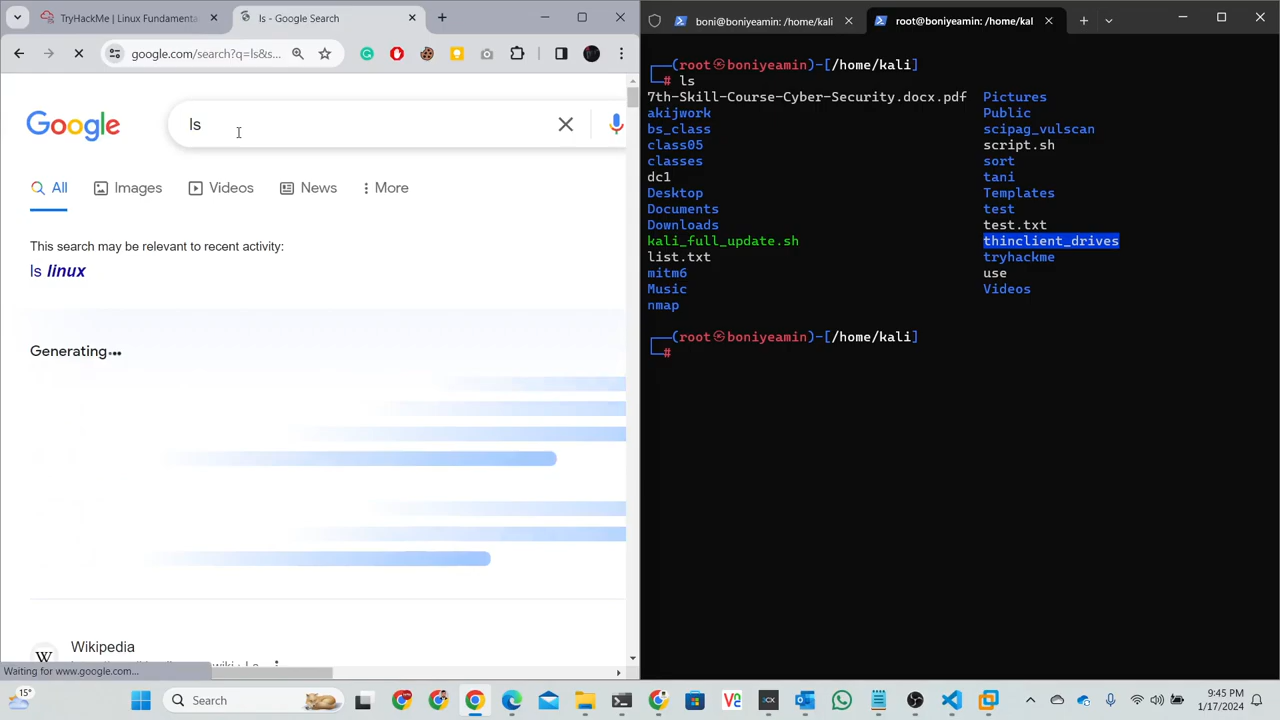 TryHackMe | Linux Fundamenta
ls - Google Search
google.com/search?q=ls&s...
Google
ls
All
Images
Videos
News
More
This search may be relevant to recent activity:
ls linux
Generating...
Wikipedia
W
Waiting for www.google.com...
boni@boniyeamin: /home/kali
root@boniyeamin: /home/kal
┌──(root㉿boniyeamin)-[/home/kali]
└─# ls
7th-Skill-Course-Cyber-Security.docx.pdf Pictures
akijwork Public
bs_class scipag_vulscan
class05 script.sh
classes sort
dc1 tani
Desktop Templates
Documents test
Downloads test.txt
kali_full_update.sh thinclient_drives
list.txt tryhackme
mitm6 use
Music Videos
nmap
┌──(root㉿boniyeamin)-[/home/kali]
└─#
15°
Search
9:45 PM
1/17/2024